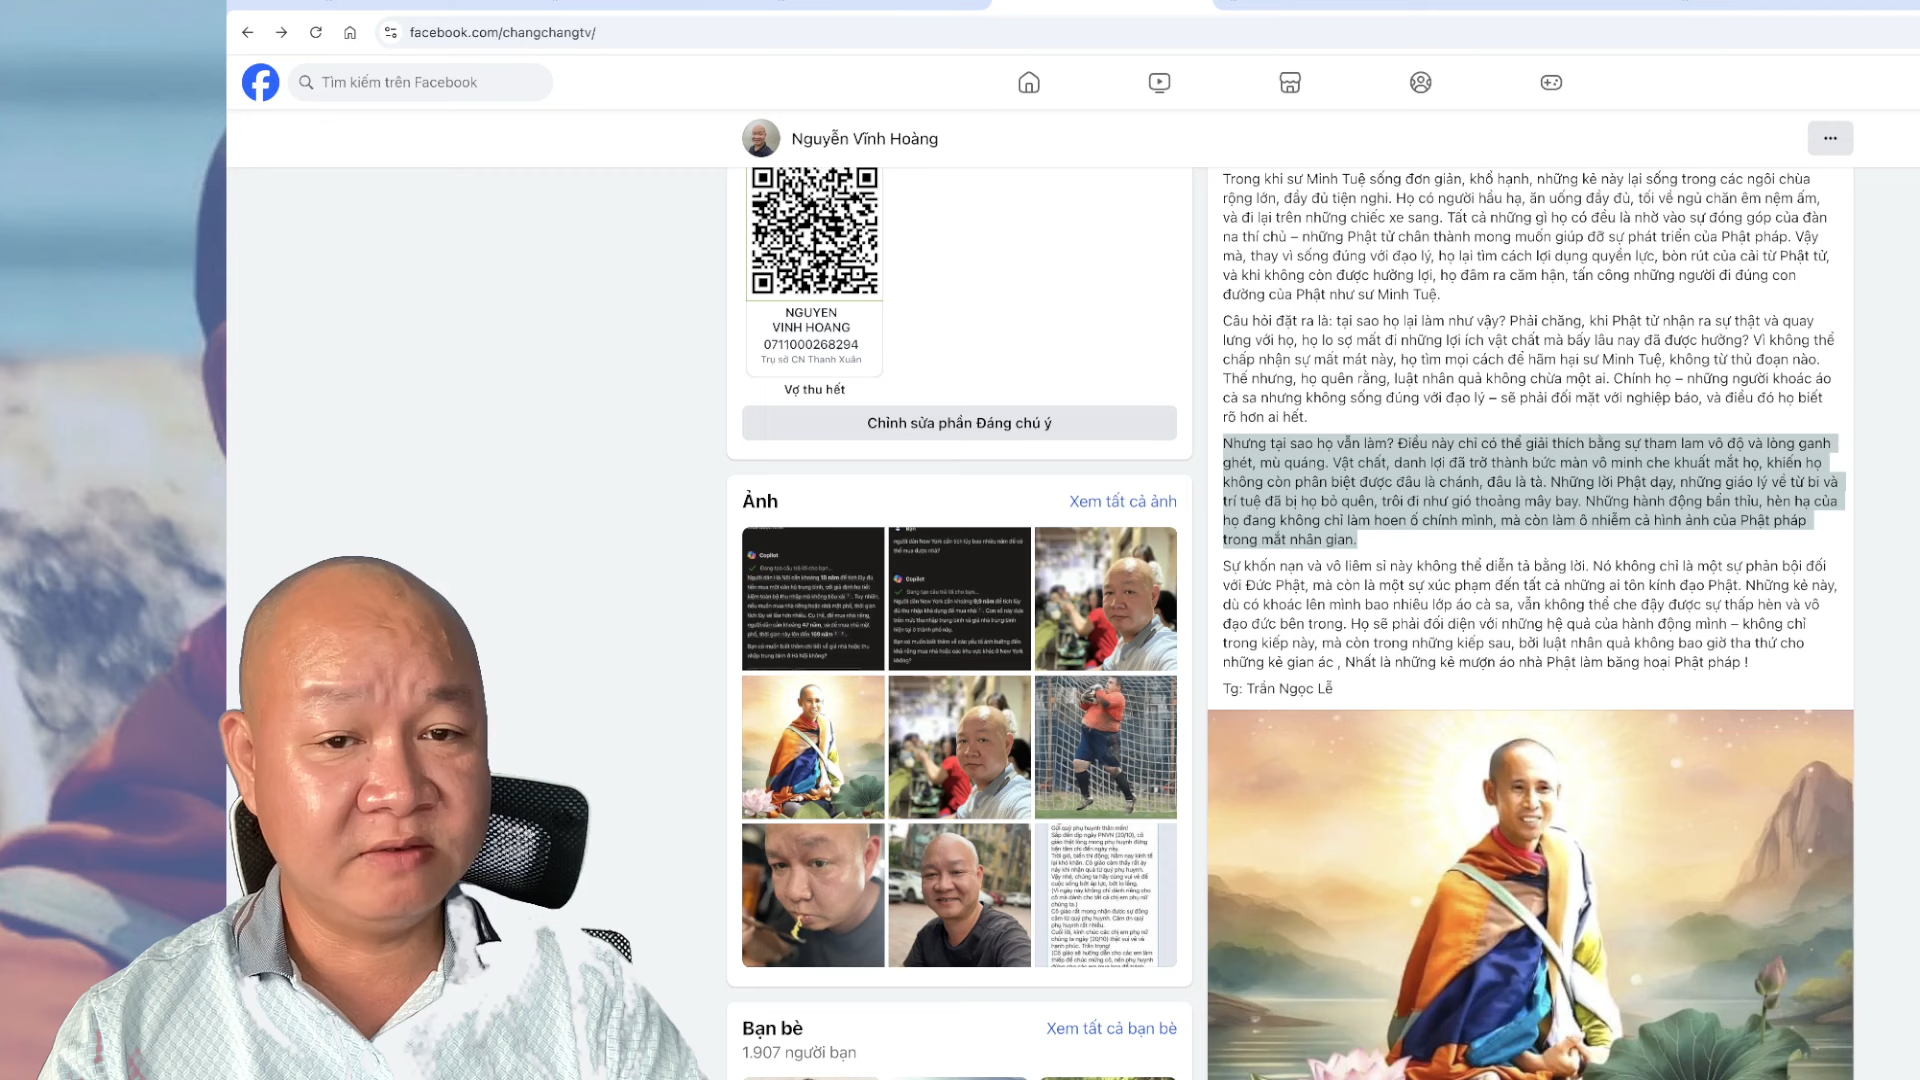 facebook.com/changchangtv/
Tìm kiếm trên Facebook
Nguyễn Vĩnh Hoàng
NGUYEN
VINH HOANG
0711000268294
Trụ sở CN Thanh Xuân
Vợ thu hết
Chỉnh sửa phần Đáng chú ý
Ảnh
Xem tất cả ảnh
Copilot
Đang tạo câu trả lời cho bạn...
Copilot
Đang tạo câu trả lời cho bạn...
Bạn bè
Xem tất cả bạn bè
1.907 người bạn
Trong khi sư Minh Tuệ sống đơn giản, khổ hạnh, những kẻ này lại sống trong các ngôi chùa
rộng lớn, đầy đủ tiện nghi. Họ có người hầu hạ, ăn uống đầy đủ, tối về ngủ chăn êm nệm ấm,
và đi lại trên những chiếc xe sang. Tất cả những gì họ có đều là nhờ vào sự đóng góp của đàn
na thí chủ – những Phật tử chân thành mong muốn giúp đỡ sự phát triển của Phật pháp. Vậy
mà, thay vì sống đúng với đạo lý, họ lại tìm cách lợi dụng quyền lực, bòn rút của cải từ Phật tử,
và khi không còn được hưởng lợi, họ đâm ra căm hận, tấn công những người đi đúng con
đường của Phật như sư Minh Tuệ.
Câu hỏi đặt ra là: tại sao họ lại làm như vậy? Phải chăng, khi Phật tử nhận ra sự thật và quay
lưng với họ, họ lo sợ mất đi những lợi ích vật chất mà bấy lâu nay đã được hưởng? Vì không thể
chấp nhận sự mất mát này, họ tìm mọi cách để hãm hại sư Minh Tuệ, không từ thủ đoạn nào.
Thế nhưng, họ quên rằng, luật nhân quả không chừa một ai. Chính họ – những người khoác áo
cà sa nhưng không sống đúng với đạo lý – sẽ phải đối mặt với nghiệp báo, và điều đó họ biết
rõ hơn ai hết.
Nhưng tại sao họ vẫn làm? Điều này chỉ có thể giải thích bằng sự tham lam vô độ và lòng ganh
ghét, mù quáng. Vật chất, danh lợi đã trở thành bức màn vô minh che khuất mắt họ, khiến họ
không còn phân biệt được đâu là chánh, đâu là tà. Những lời Phật dạy, những giáo lý về từ bi và
trí tuệ đã bị họ bỏ quên, trôi đi như gió thoảng mây bay. Những hành động bẩn thỉu, hèn hạ của
họ đang không chỉ làm hoen ố chính mình, mà còn làm ô nhiễm cả hình ảnh của Phật pháp
trong mắt nhân gian.
Sự khốn nạn và vô liêm sỉ này không thể diễn tả bằng lời. Nó không chỉ là một sự phản bội đối
với Đức Phật, mà còn là một sự xúc phạm đến tất cả những ai tôn kính đạo Phật. Những kẻ này,
dù có khoác lên mình bao nhiêu lớp áo cà sa, vẫn không thể che đậy được sự thấp hèn và vô
đạo đức bên trong. Họ sẽ phải đối diện với những hệ quả của hành động mình – không chỉ
trong kiếp này, mà còn trong những kiếp sau, bởi luật nhân quả không bao giờ tha thứ cho
những kẻ gian ác , Nhất là những kẻ mượn áo nhà Phật làm băng hoại Phật pháp !
Tg: Trần Ngọc Lễ